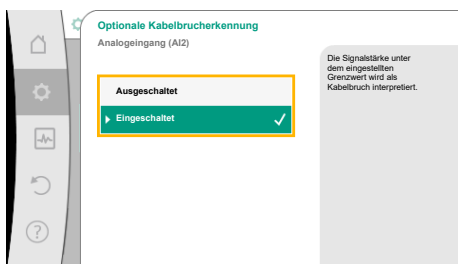 Optionale Kabelbrucherkennung
Analogeingang (AI2)
Ausgeschaltet
Eingeschaltet
Die Signalstärke unter
dem eingestellten
Grenzwert wird als
Kabelbruch interpretiert.
?